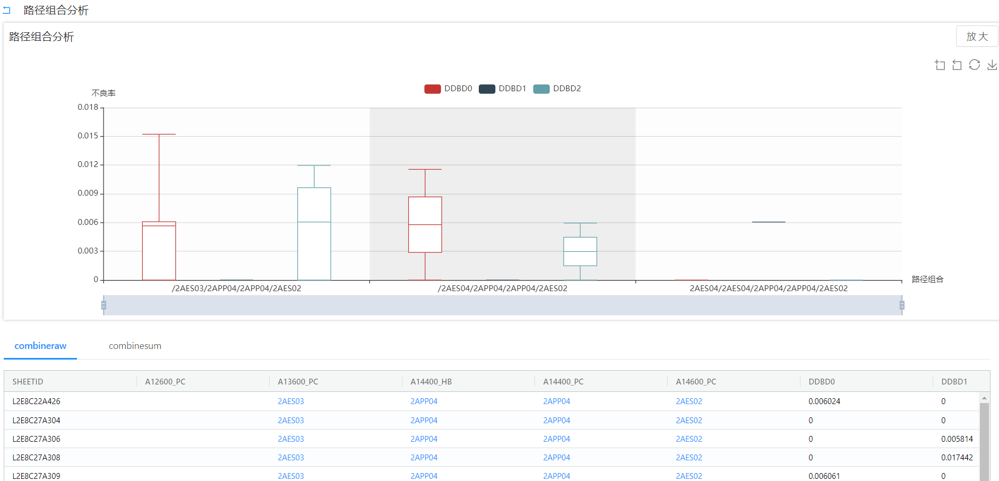 路径组合分析
路径组合分析
放 大
DDBD0 DDBD1 DDBD2
不良率
0.018
0.015
0.012
0.009
0.006
0.003
0
路径组合
/2AES03/2APP04/2APP04/2AES02 /2AES04/2APP04/2APP04/2AES02 2AES04/2AES04/2APP04/2APP04/2AES02
combineraw combinesum
SHEETID A12600_PC A13600_PC A14400_HB A14400_PC A14600_PC DDBD0 DDBD1
L2E8C22A426 2AES03 2APP04 2APP04 2AES02 0.006024 0
L2E8C27A304 2AES03 2APP04 2APP04 2AES02 0 0
L2E8C27A306 2AES03 2APP04 2APP04 2AES02 0 0.005814
L2E8C27A308 2AES03 2APP04 2APP04 2AES02 0 0.017442
L2E8C27A309 2AES03 2APP04 2APP04 2AES02 0.006061 0